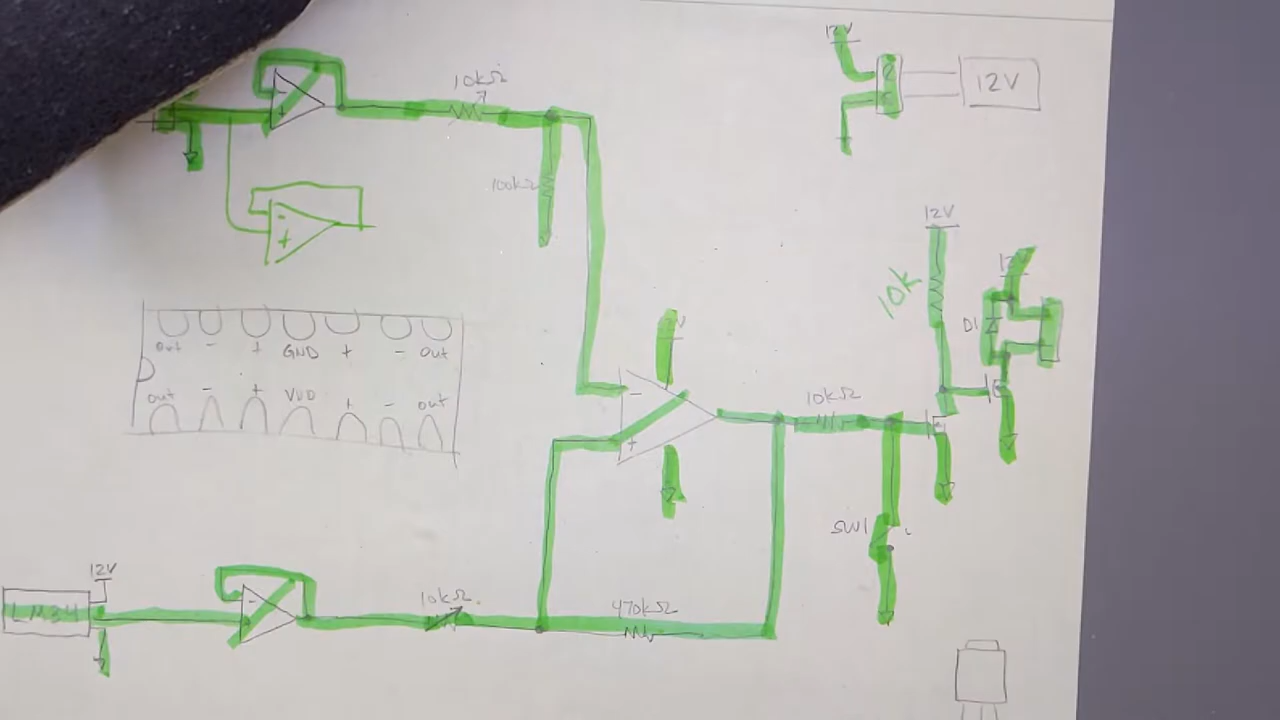 12V
10kΩ
12V
-
+
100kΩ
12V
-
+
10k
12V
D1
Out - + GND + - Out
Out - + VDD + - Out
V
-
+
10kΩ
SW1
12V
LM34
-
10kΩ
470kΩ